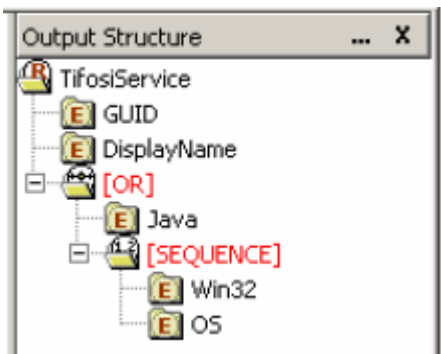 Output Structure ... X
TifosiService
GUID
DisplayName
[OR]
Java
[SEQUENCE]
Win32
OS